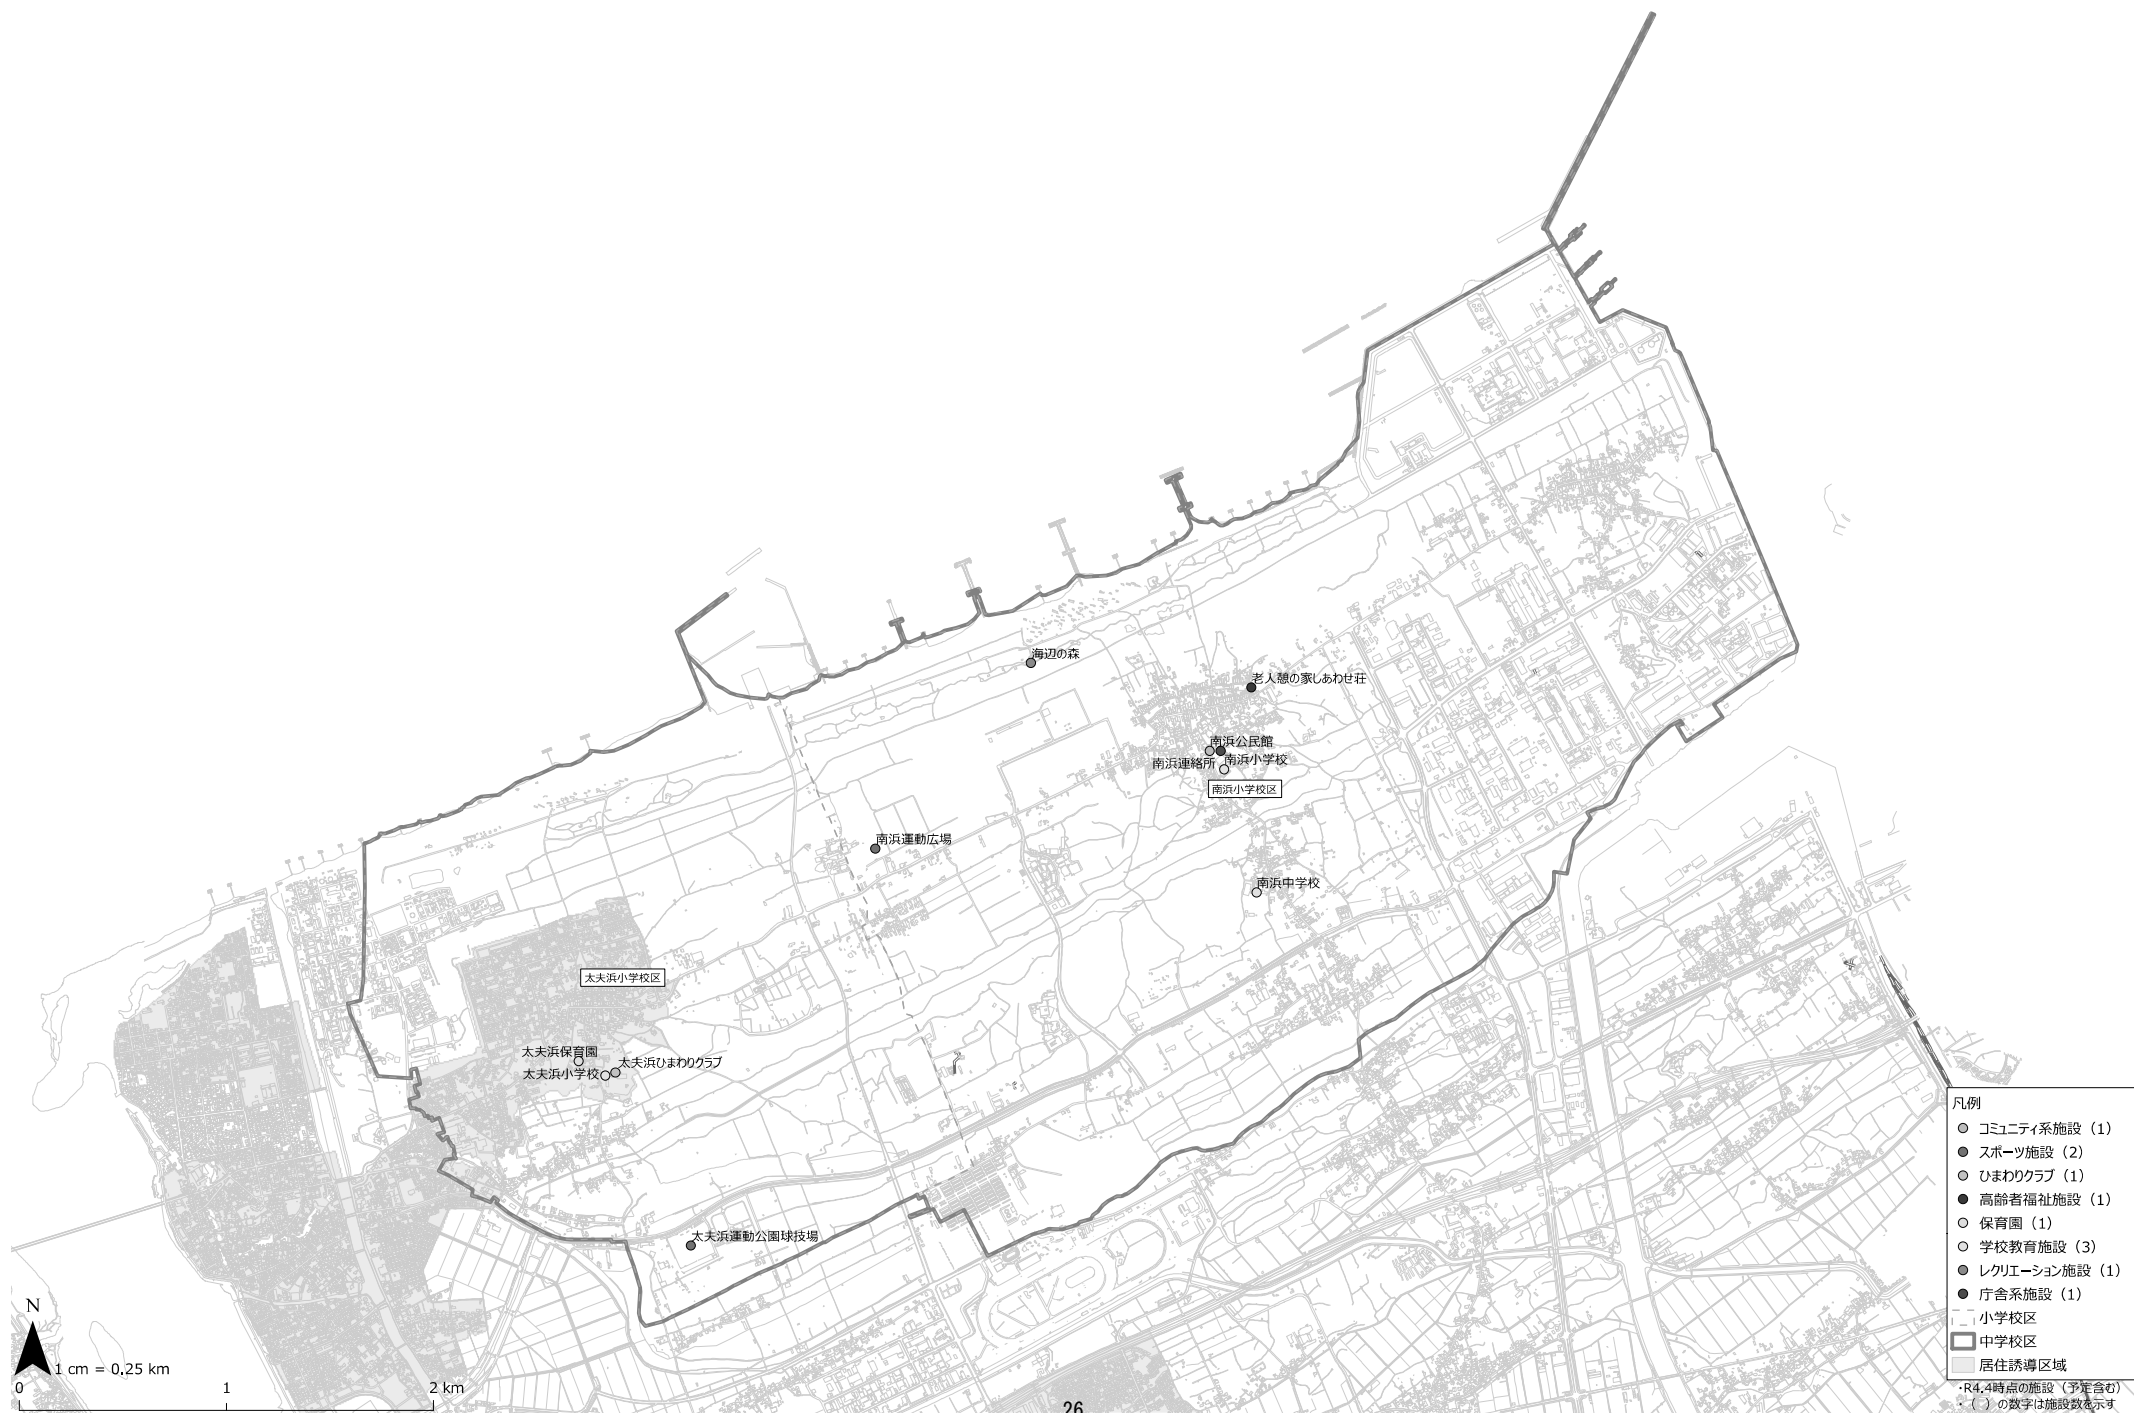 海辺の森
老人憩の家しあわせ荘
南浜公民館
南浜連絡所
南浜小学校
南浜小学校区
南浜運動広場
南浜中学校
太夫浜小学校区
太夫浜保育園
太夫浜ひまわりクラブ
太夫浜小学校
太夫浜運動公園球技場
N
1 cm = 0.25 km
0 1 2 km
凡例
コミュニティ系施設（1）
スポーツ施設（2）
ひまわりクラブ（1）
高齢者福祉施設（1）
保育園（1）
学校教育施設（3）
レクリエーション施設（1）
庁舎系施設（1）
小学校区
中学校区
居住誘導区域
・R4.4時点の施設（予定含む）
・（ ）の数字は施設数を示す
26